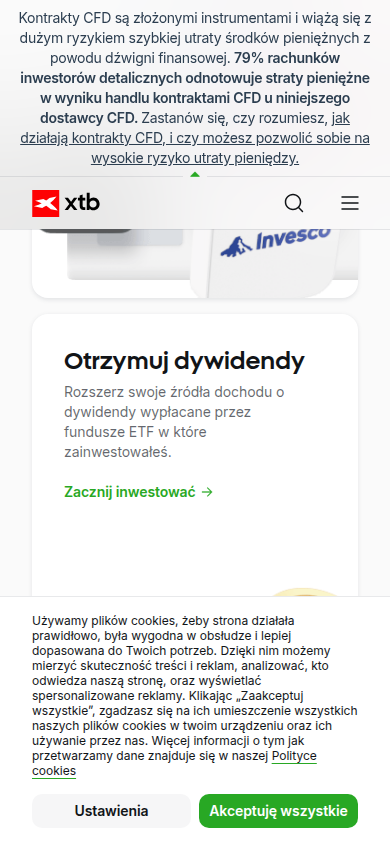 Kontrakty CFD są złożonymi instrumentami i wiążą się z
dużym ryzykiem szybkiej utraty środków pieniężnych z
powodu dźwigni finansowej. 79% rachunków
inwestorów detalicznych odnotowuje straty pieniężne
w wyniku handlu kontraktami CFD u niniejszego
dostawcy CFD. Zastanów się, czy rozumiesz, jak
działają kontrakty CFD, i czy możesz pozwolić sobie na
wysokie ryzyko utraty pieniędzy.
xtb
Invesco
Otrzymuj dywidendy
Rozszerz swoje źródła dochodu o
dywidendy wypłacane przez
fundusze ETF w które
zainwestowałeś.
Zacznij inwestować →
Używamy plików cookies, żeby strona działała
prawidłowo, była wygodna w obsłudze i lepiej
dopasowana do Twoich potrzeb. Dzięki nim możemy
mierzyć skuteczność treści i reklam, analizować, kto
odwiedza naszą stronę, oraz wyświetlać
spersonalizowane reklamy. Klikając „Zaakceptuj
wszystkie”, zgadzasz się na ich umieszczenie wszystkich
naszych plików cookies w twoim urządzeniu oraz ich
używanie przez nas. Więcej informacji o tym jak
przetwarzamy dane znajduje się w naszej Polityce
cookies
Ustawienia
Akceptuję wszystkie